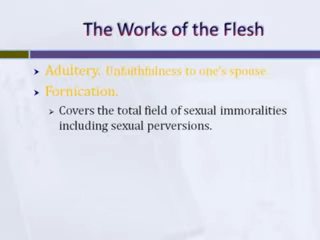 The Works of the Flesh
Adultery. Unfaithfulness to one's spouse.
Fornication.
Covers the total field of sexual immoralities
including sexual perversions.